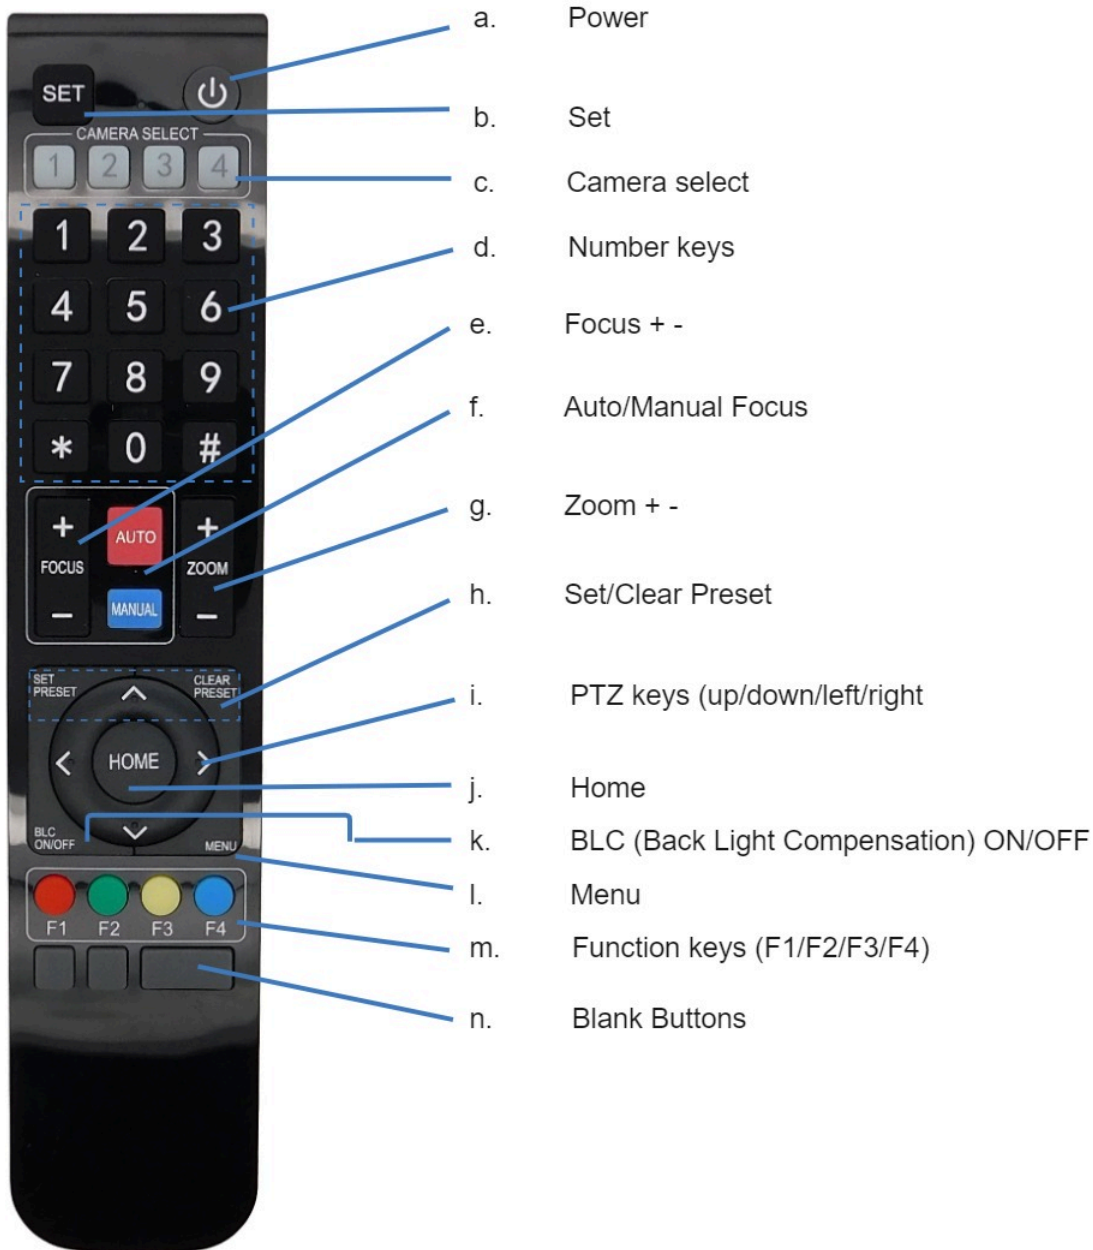 a. Power
SET
b. Set
CAMERA SELECT
1 2 3 4
c. Camera select
1 2 3
d. Number keys
4 5 6
e. Focus + -
7 8 9
f. Auto/Manual Focus
* 0 #
g. Zoom + -
+ AUTO +
FOCUS ZOOM
- MANUAL -
h. Set/Clear Preset
SET PRESET
CLEAR PRESET
i. PTZ keys (up/down/left/right
HOME
j. Home
BLC ON/OFF
MENU
k. BLC (Back Light Compensation) ON/OFF
l. Menu
F1 F2 F3 F4
m. Function keys (F1/F2/F3/F4)
n. Blank Buttons